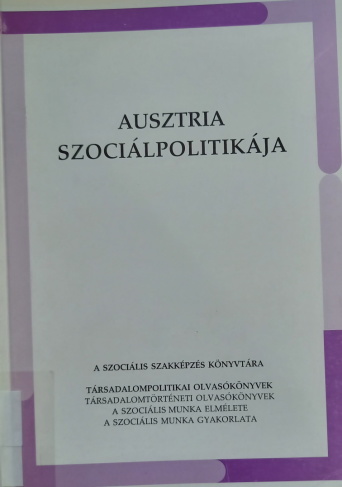 AUSZTRIA
SZOCIÁLPOLITIKÁJA
A SZOCIÁLIS SZAKKÉPZÉS KÖNYVTÁRA
TÁRSADALOMPOLITIKAI OLVASÓKÖNYVEK
TÁRSADALOMTÖRTÉNETI OLVASÓKÖNYVEK
A SZOCIÁLIS MUNKA ELMÉLETE
A SZOCIÁLIS MUNKA GYAKORLATA